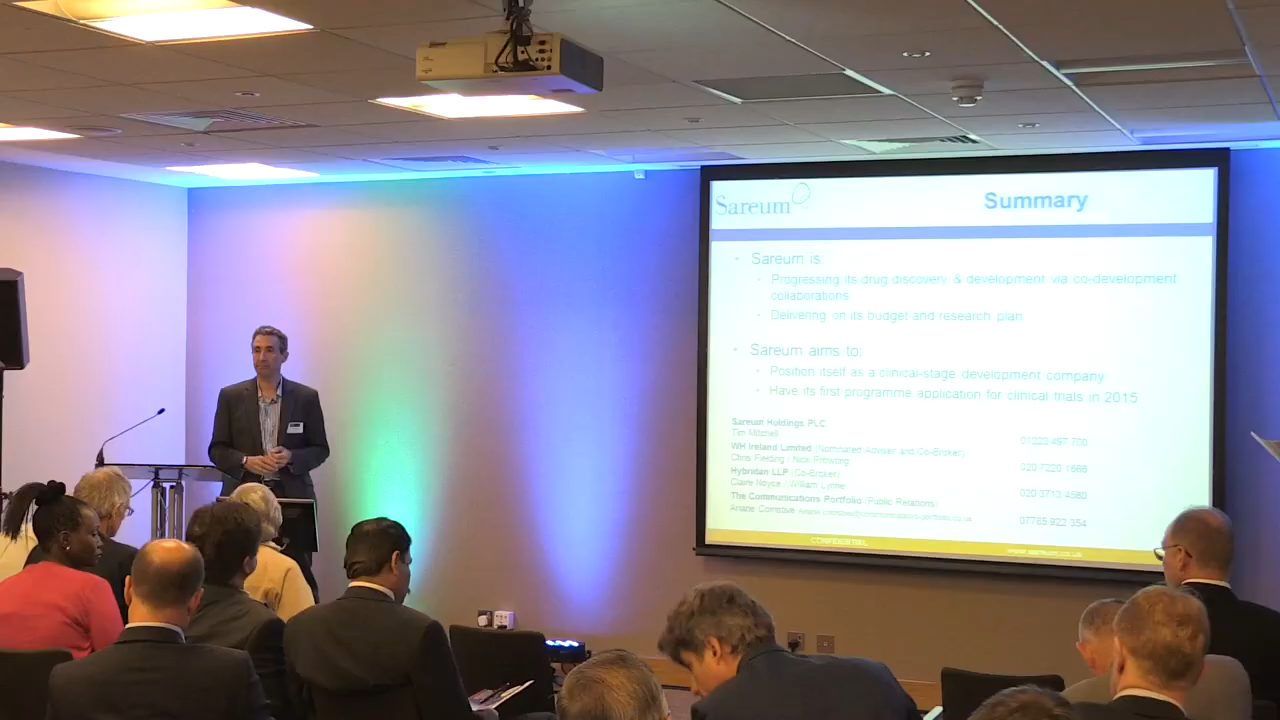 Sareum
Summary
Sareum is:
Progressing its drug discovery & development via co-development
collaborations
Delivering on its budget and research plan
Sareum aims to:
Position itself as a clinical-stage development company
Have its first programme application for clinical trials in 2015
Sareum Holdings PLC
Tim Mitchell
01223 497 700
WH Ireland Limited (Nominated Adviser and Co-Broker)
Chris Fielding / Nick Prowting
020 7220 1666
Hybridan LLP (Co-Broker)
Claire Noyce / William Lynne
020 3713 4580
The Communications Portfolio (Public Relations)
Ariane Comstive
07785 922 354
CONFIDENTIAL
www.sareum.co.uk